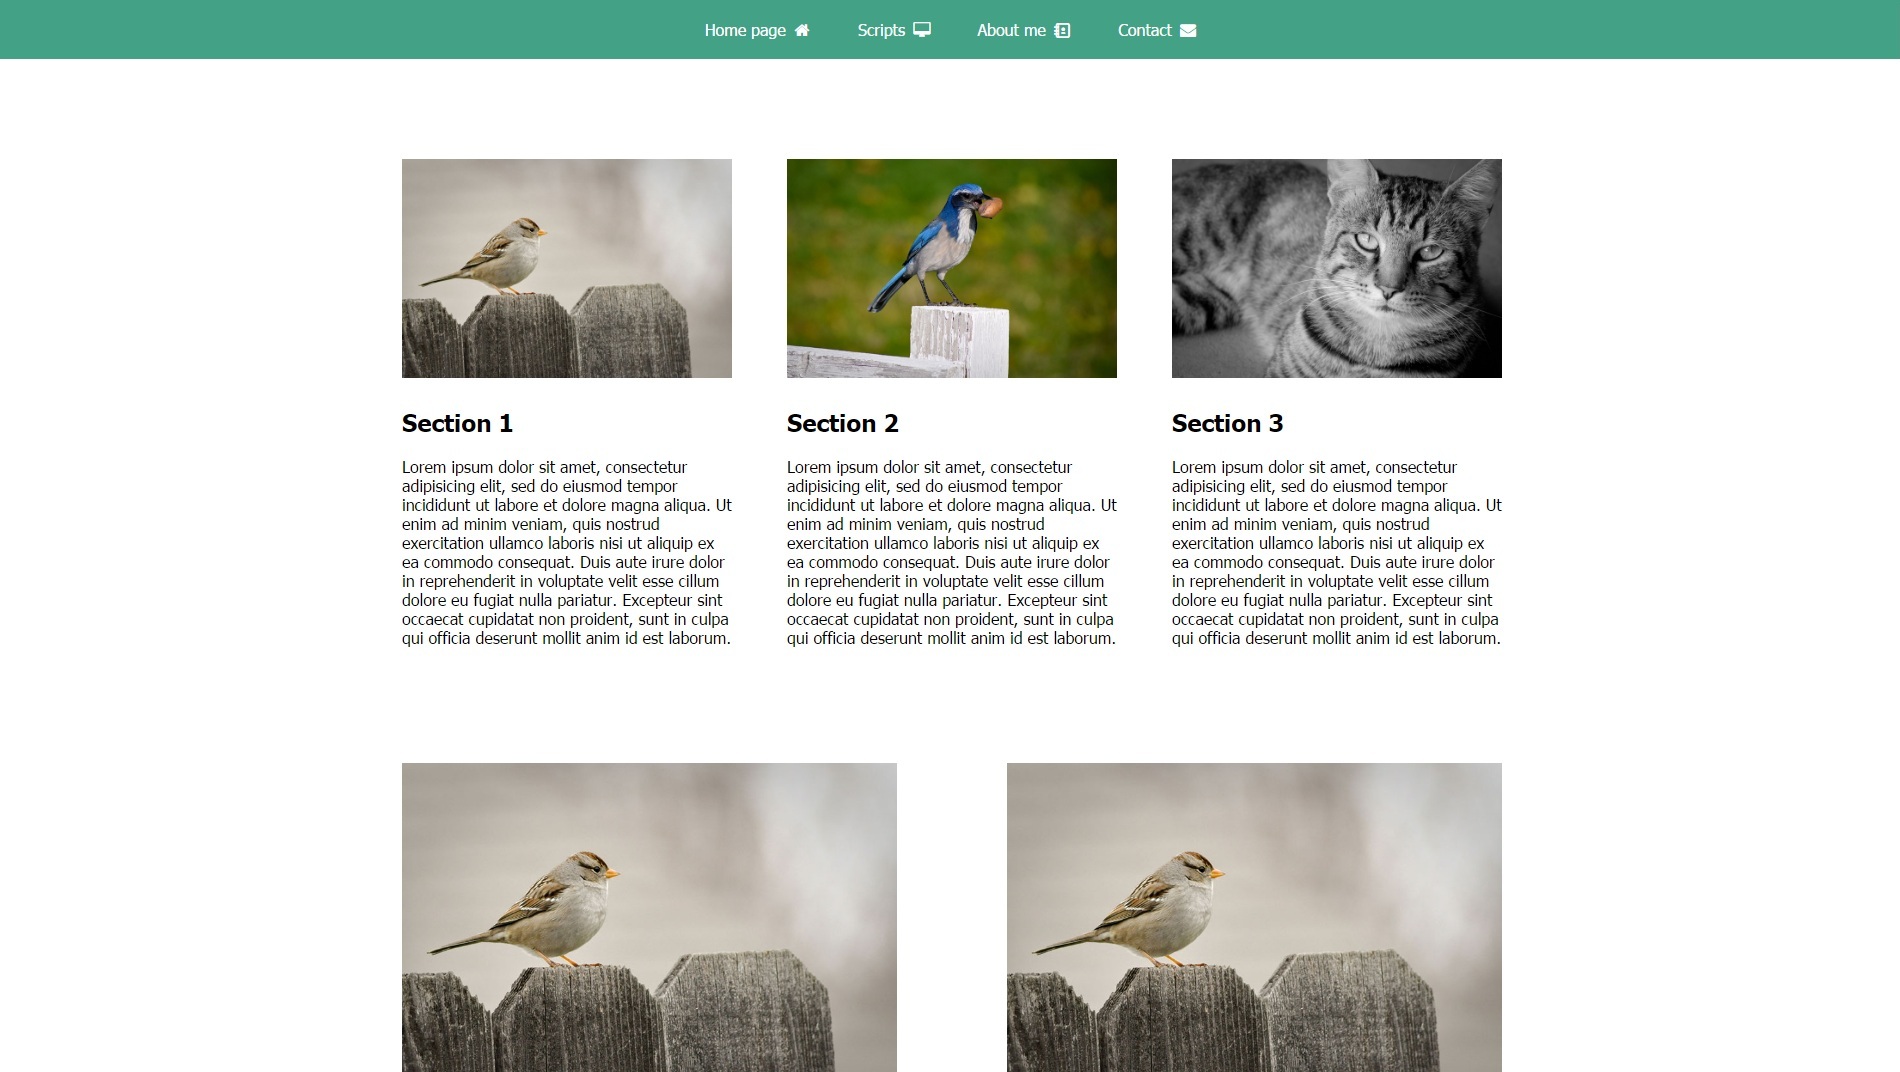 Home page Scripts About me Contact
Section 1
Lorem ipsum dolor sit amet, consectetur
adipisicing elit, sed do eiusmod tempor
incididunt ut labore et dolore magna aliqua. Ut
enim ad minim veniam, quis nostrud
exercitation ullamco laboris nisi ut aliquip ex
ea commodo consequat. Duis aute irure dolor
in reprehenderit in voluptate velit esse cillum
dolore eu fugiat nulla pariatur. Excepteur sint
occaecat cupidatat non proident, sunt in culpa
qui officia deserunt mollit anim id est laborum.
Section 2
Lorem ipsum dolor sit amet, consectetur
adipisicing elit, sed do eiusmod tempor
incididunt ut labore et dolore magna aliqua. Ut
enim ad minim veniam, quis nostrud
exercitation ullamco laboris nisi ut aliquip ex
ea commodo consequat. Duis aute irure dolor
in reprehenderit in voluptate velit esse cillum
dolore eu fugiat nulla pariatur. Excepteur sint
occaecat cupidatat non proident, sunt in culpa
qui officia deserunt mollit anim id est laborum.
Section 3
Lorem ipsum dolor sit amet, consectetur
adipisicing elit, sed do eiusmod tempor
incididunt ut labore et dolore magna aliqua. Ut
enim ad minim veniam, quis nostrud
exercitation ullamco laboris nisi ut aliquip ex
ea commodo consequat. Duis aute irure dolor
in reprehenderit in voluptate velit esse cillum
dolore eu fugiat nulla pariatur. Excepteur sint
occaecat cupidatat non proident, sunt in culpa
qui officia deserunt mollit anim id est laborum.